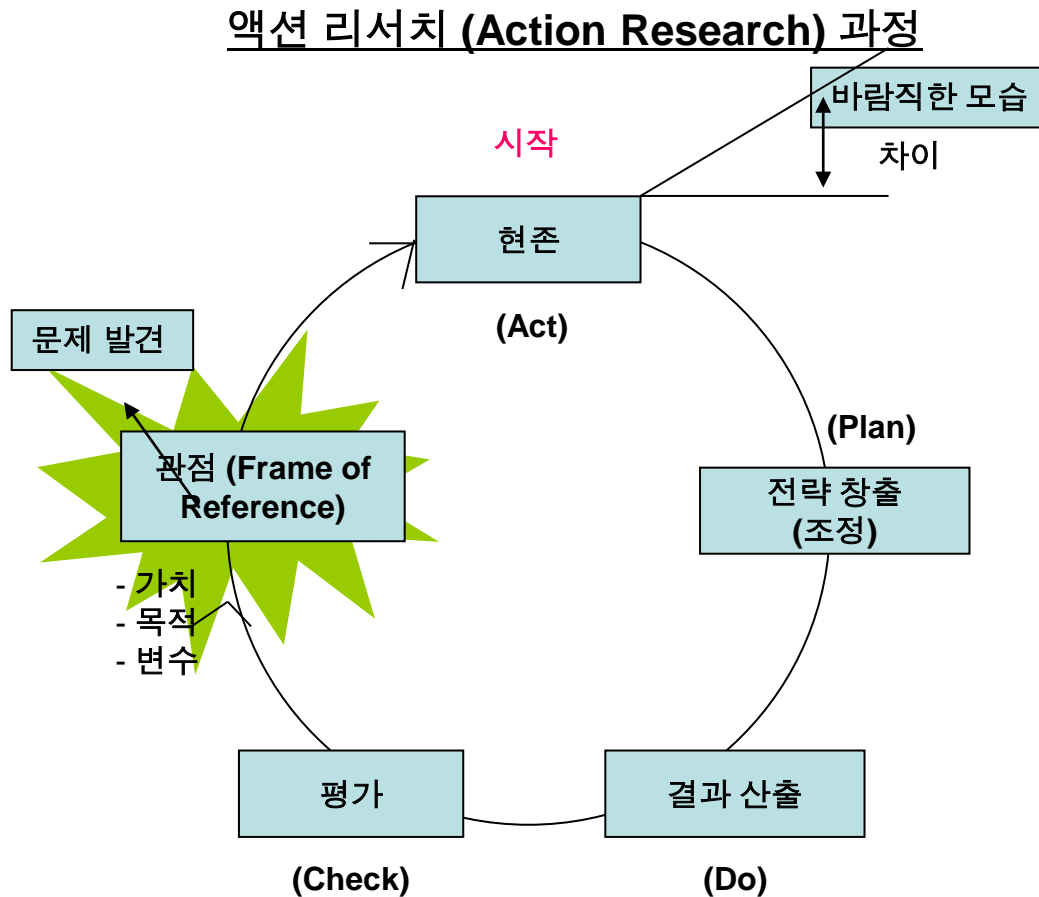 액션 리서치 (Action Research) 과정
바람직한 모습
시작
차이
현존
(Act)
문제 발견
(Plan)
관점 (Frame of
Reference)
전략 창출
(조정)
- 가치
- 목적
- 변수
평가
결과 산출
(Check)
(Do)